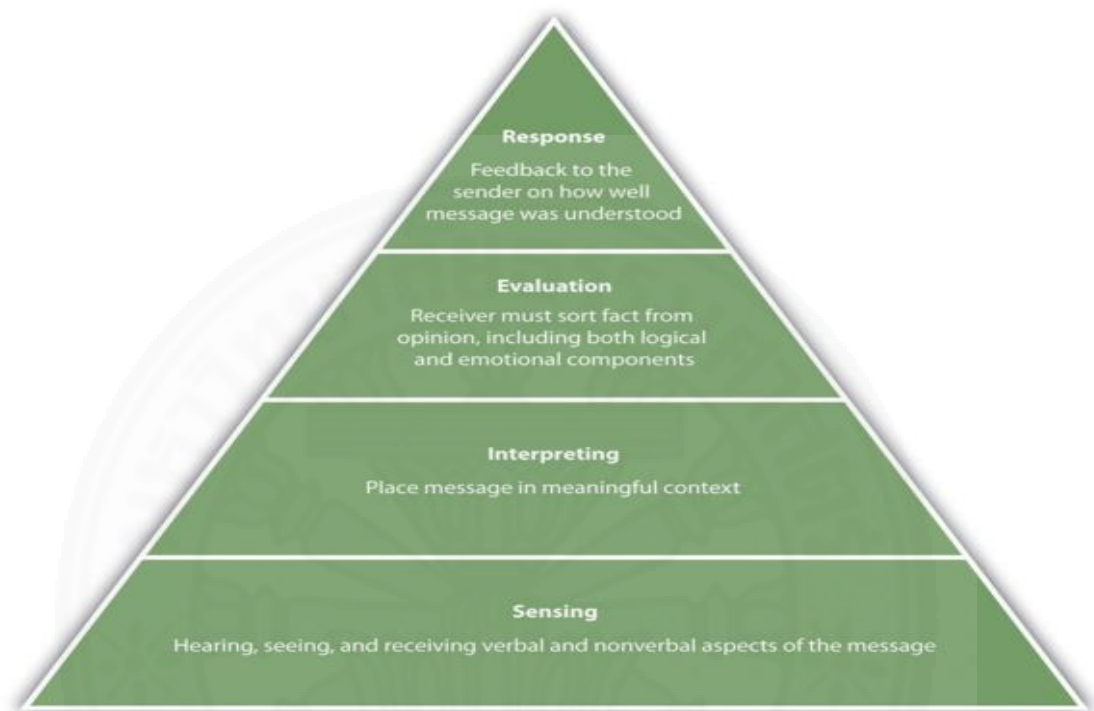 Response
Feedback to the
sender on how well
message was understood
Evaluation
Receiver must sort fact from
opinion, including both logical
and emotional components
Interpreting
Place message in meaningful context
Sensing
Hearing, seeing, and receiving verbal and nonverbal aspects of the message